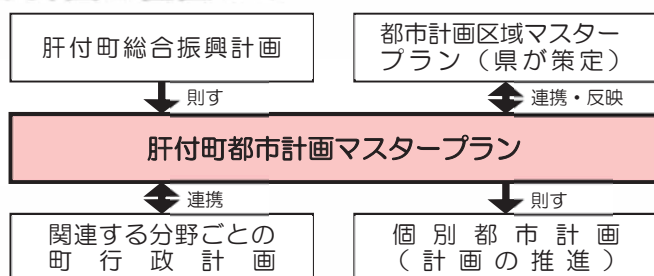 肝付町総合振興計画
都市計画区域マスター
プラン（県が策定）
則す
連携・反映
肝付町都市計画マスタープラン
連携
則す
関連する分野ごとの
町行政計画
個別都市計画
（計画の推進）